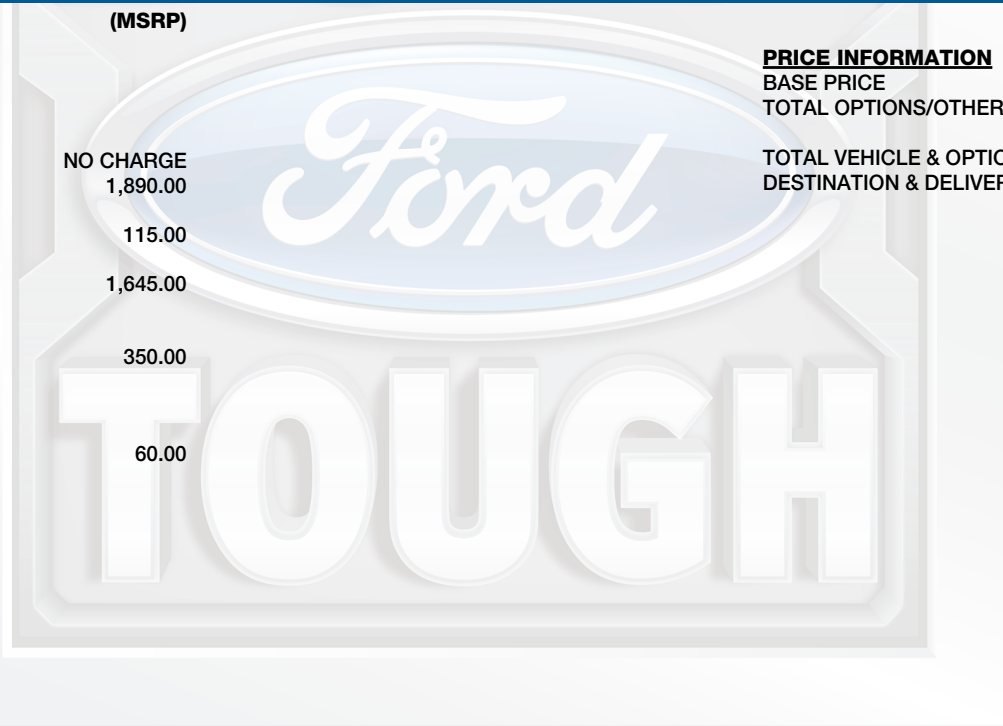 (MSRP)
NO CHARGE
1,890.00
115.00
1,645.00
350.00
60.00
PRICE INFORMATION
BASE PRICE
TOTAL OPTIONS/OTHER
TOTAL VEHICLE & OPTIO
DESTINATION & DELIVER
Ford
TOUGH